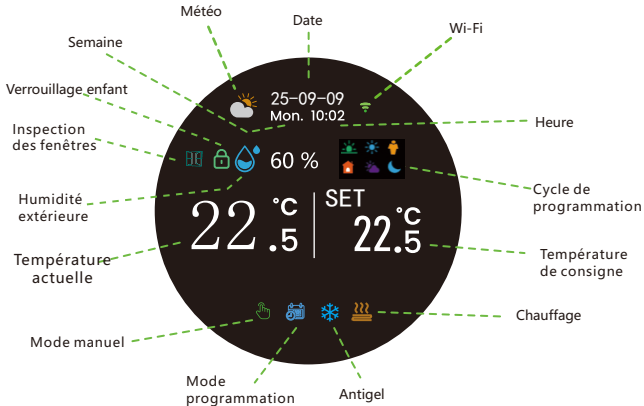 Météo
Date
Wi-Fi
Semaine
Verrouillage enfant
Inspection
des fenêtres
Humidité
extérieure
Température
actuelle
Mode manuel
Mode
programmation
Antigel
Chauffage
Température
de consigne
Cycle de
programmation
Heure
25-09-09
Mon. 10:02
60 %
22.5 °C
SET
22.5 °C